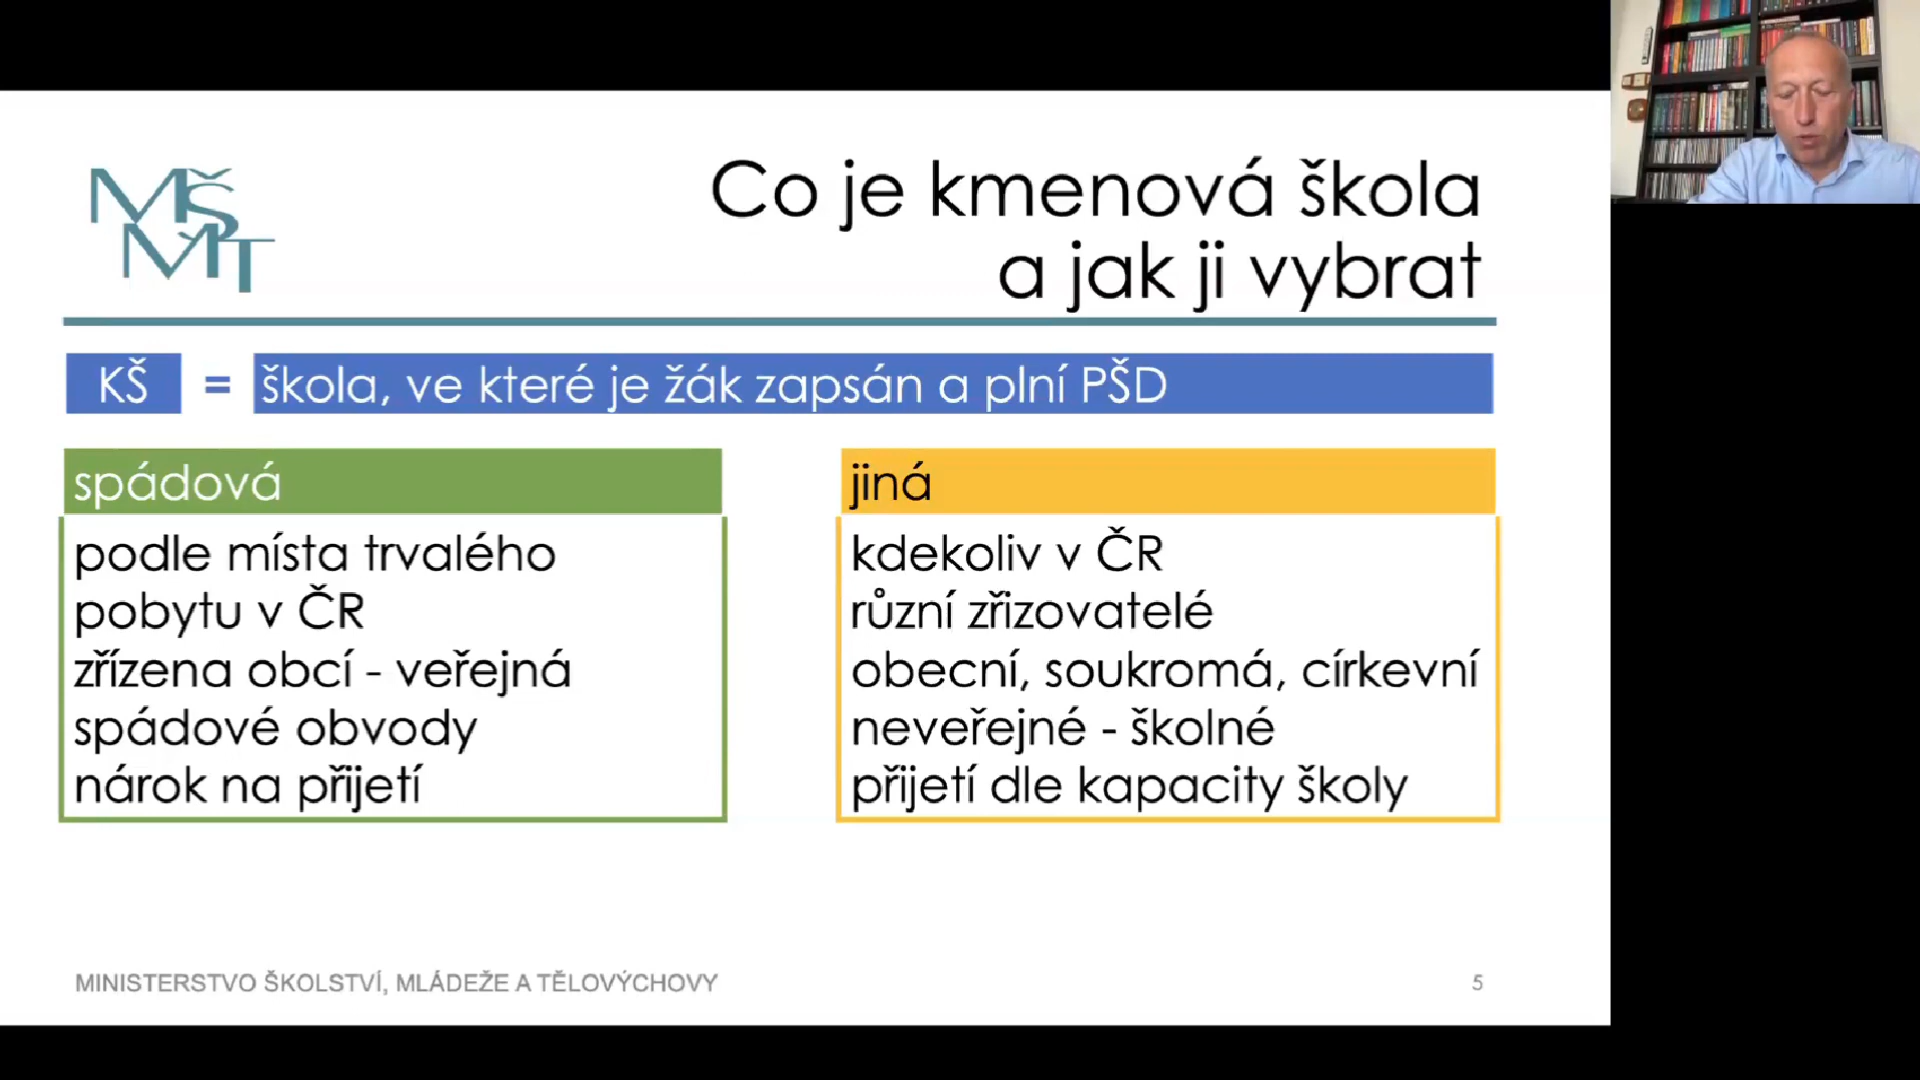 MŠMT
Co je kmenová škola
a jak ji vybrat
KŠ = škola, ve které je žák zapsán a plní PŠD
spádová
podle místa trvalého
pobytu v ČR
zřízena obcí - veřejná
spádové obvody
nárok na přijetí
jiná
kdekoliv v ČR
různí zřizovatelé
obecní, soukromá, církevní
neveřejné - školné
přijetí dle kapacity školy
MINISTERSTVO ŠKOLSTVÍ, MLÁDEŽE A TĚLOVÝCHOVY
5